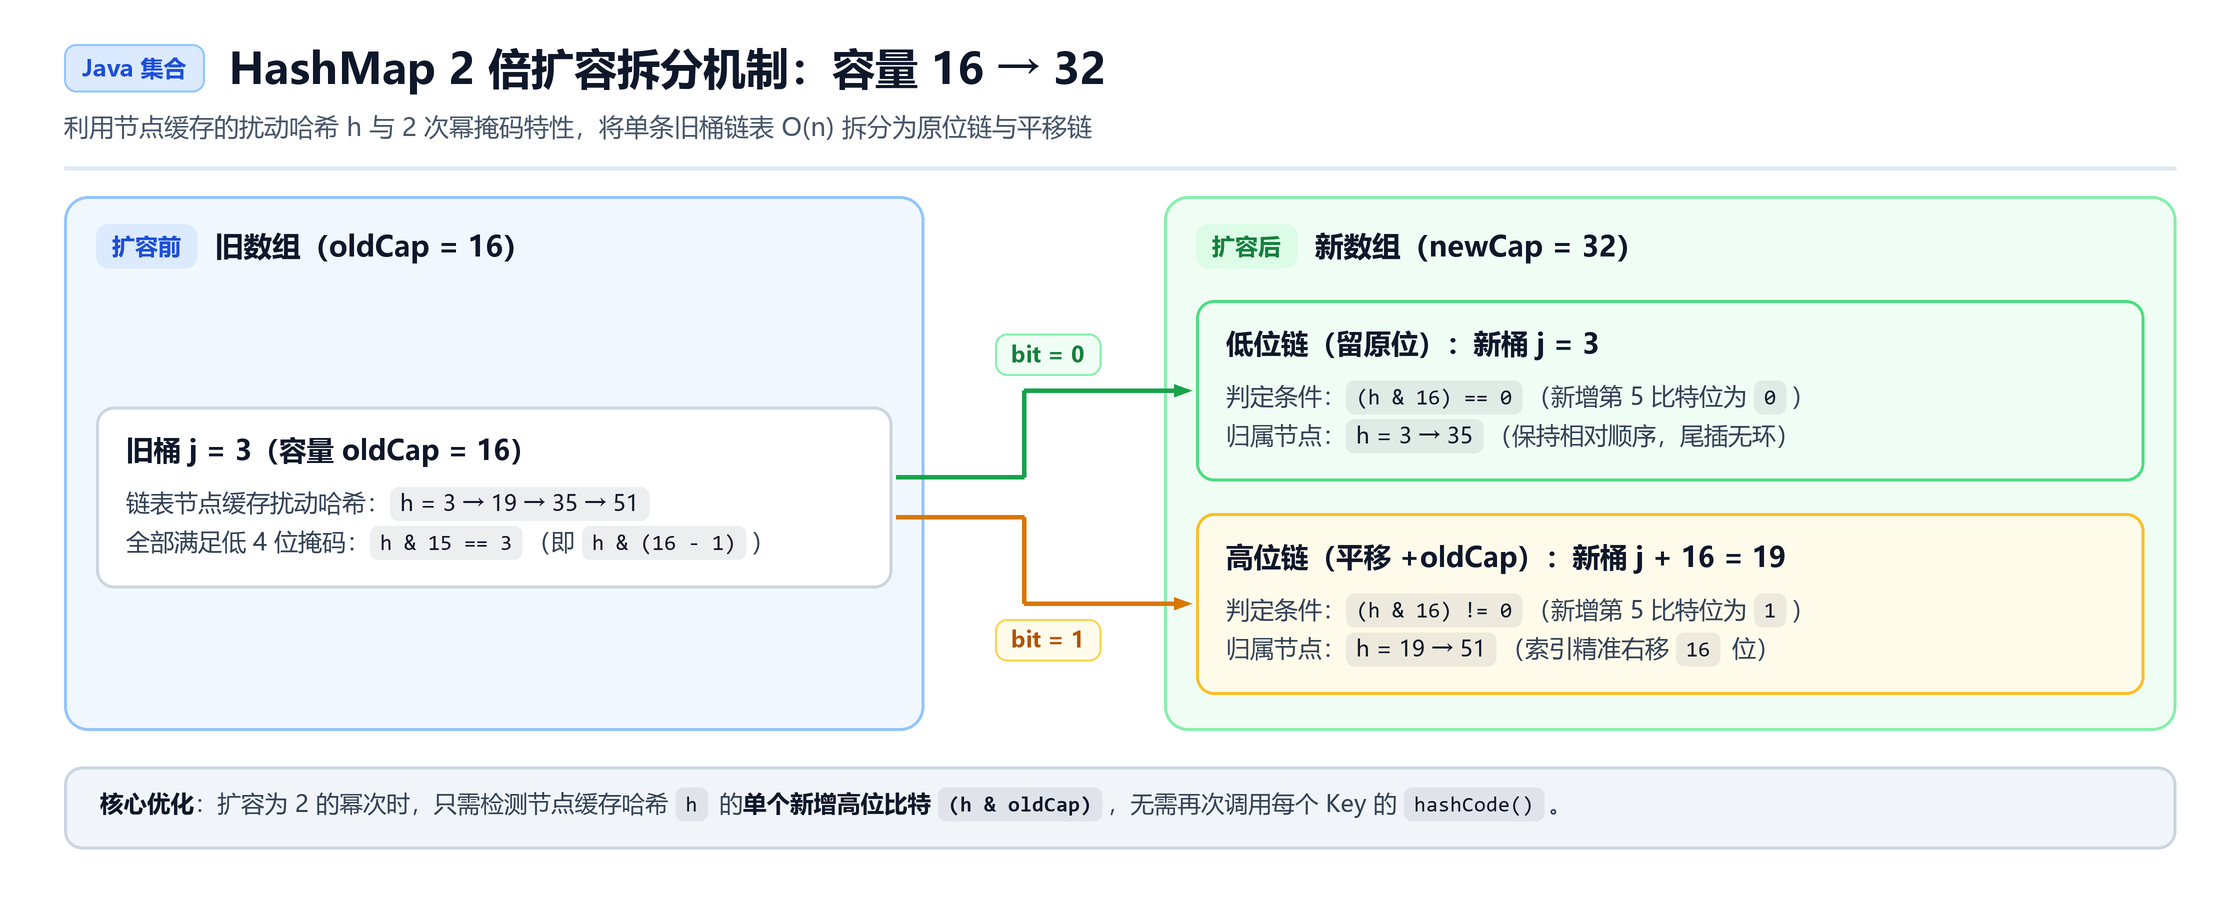 Java 集合
HashMap 2 倍扩容拆分机制：容量 16 → 32
利用节点缓存的扰动哈希 h 与 2 次幂掩码特性，将单条旧桶链表 O(n) 拆分为原位链与平移链
扩容前 旧数组（oldCap = 16）
旧桶 j = 3（容量 oldCap = 16）
链表节点缓存扰动哈希： h = 3 → 19 → 35 → 51
全部满足低 4 位掩码： h & 15 == 3 （即 h & (16 - 1) ）
bit = 0
bit = 1
扩容后 新数组（newCap = 32）
低位链（留原位）：新桶 j = 3
判定条件： (h & 16) == 0 （新增第 5 比特位为 0 ）
归属节点： h = 3 → 35 （保持相对顺序，尾插无环）
高位链（平移 +oldCap）：新桶 j + 16 = 19
判定条件： (h & 16) != 0 （新增第 5 比特位为 1 ）
归属节点： h = 19 → 51 （索引精准右移 16 位）
核心优化：扩容为 2 的幂次时，只需检测节点缓存哈希 h 的单个新增高位比特 (h & oldCap) ，无需再次调用每个 Key 的 hashCode() 。